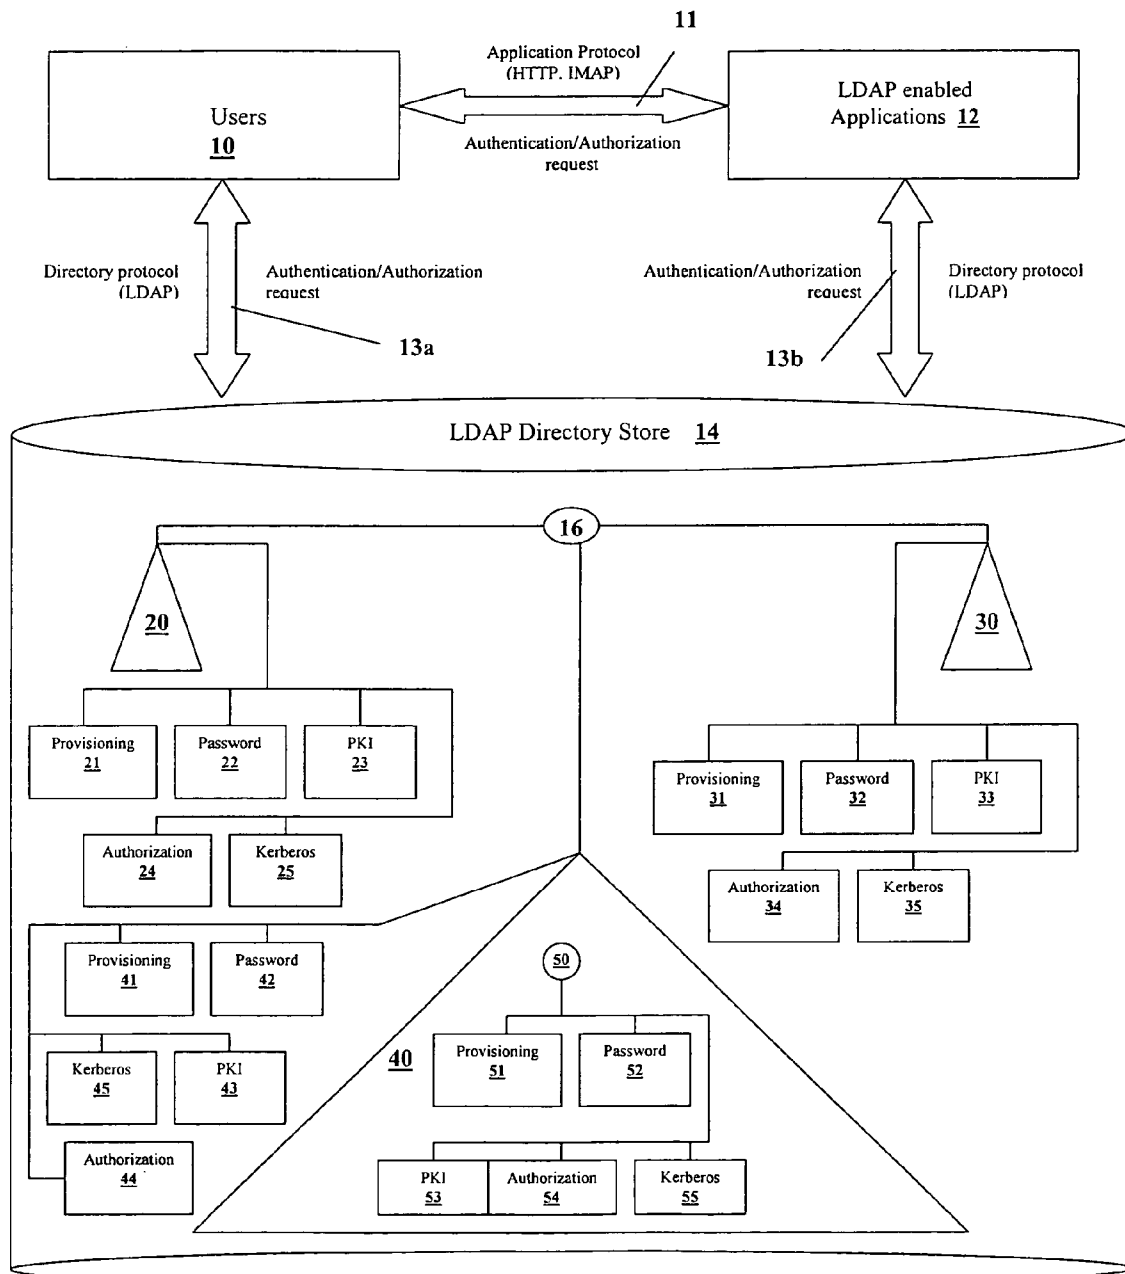 11
Application Protocol
(HTTP, IMAP)
Users
10
LDAP enabled
Applications 12
Authentication/Authorization
request
Directory protocol
(LDAP)
Authentication/Authorization
request
Authentication/Authorization
request
Directory protocol
(LDAP)
13a
13b
LDAP Directory Store 14
16
20
30
Provisioning
21
Password
22
PKI
23
Provisioning
31
Password
32
PKI
33
Authorization
24
Kerberos
25
Authorization
34
Kerberos
35
Provisioning
41
Password
42
50
Kerberos
45
PKI
43
40
Provisioning
51
Password
52
Authorization
44
PKI
53
Authorization
54
Kerberos
55